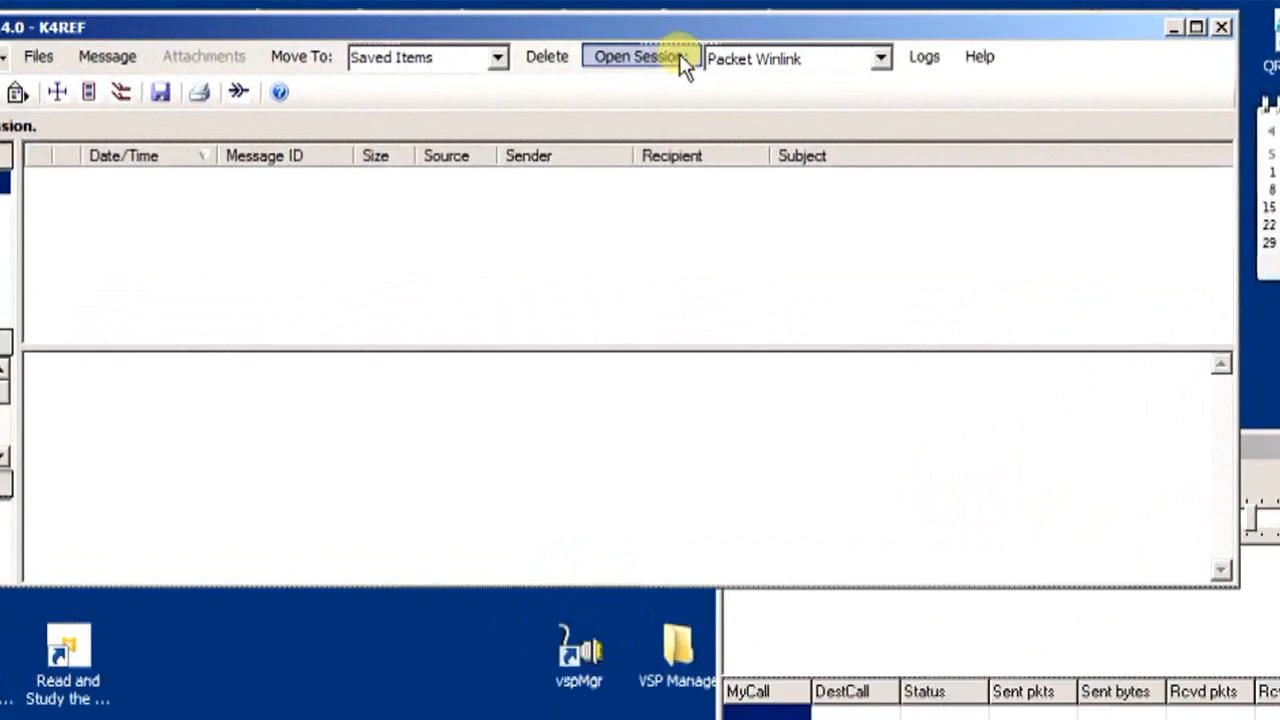 4.0 - K4REF
Files Message Attachments Move To: Saved Items Delete Open Session: Packet Winlink Logs Help
sion.
Date/Time Message ID Size Source Sender Recipient Subject
S
1
8
15
22
29
Read and
Study the ...
vspMgr
VSP Manage
MyCall DestCall Status Sent pkts Sent bytes Rcvd pkts Rc